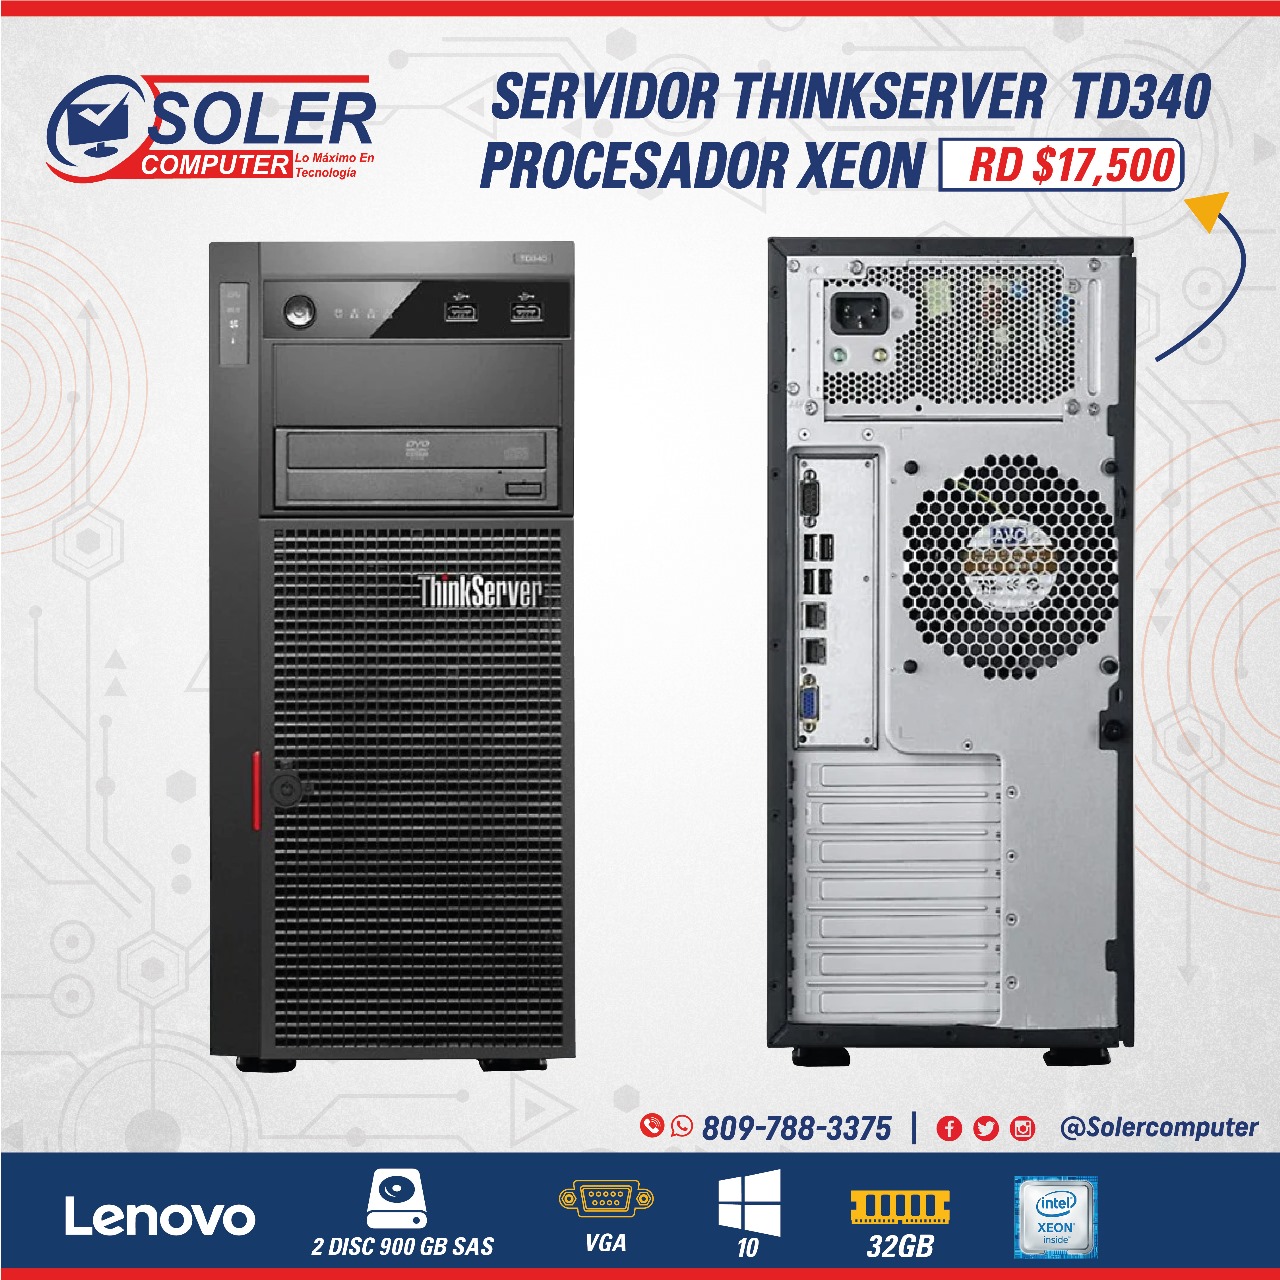 SOLER
COMPUTER
Lo Máximo En
Tecnología
SERVIDOR THINKSERVER TD340
PROCESADOR XEON RD $17,500
TD340
DVD
ThinkServer
809-788-3375 | @Solercomputer
Lenovo
2 DISC 900 GB SAS
VGA
10
32GB
intel
XEON®
inside™